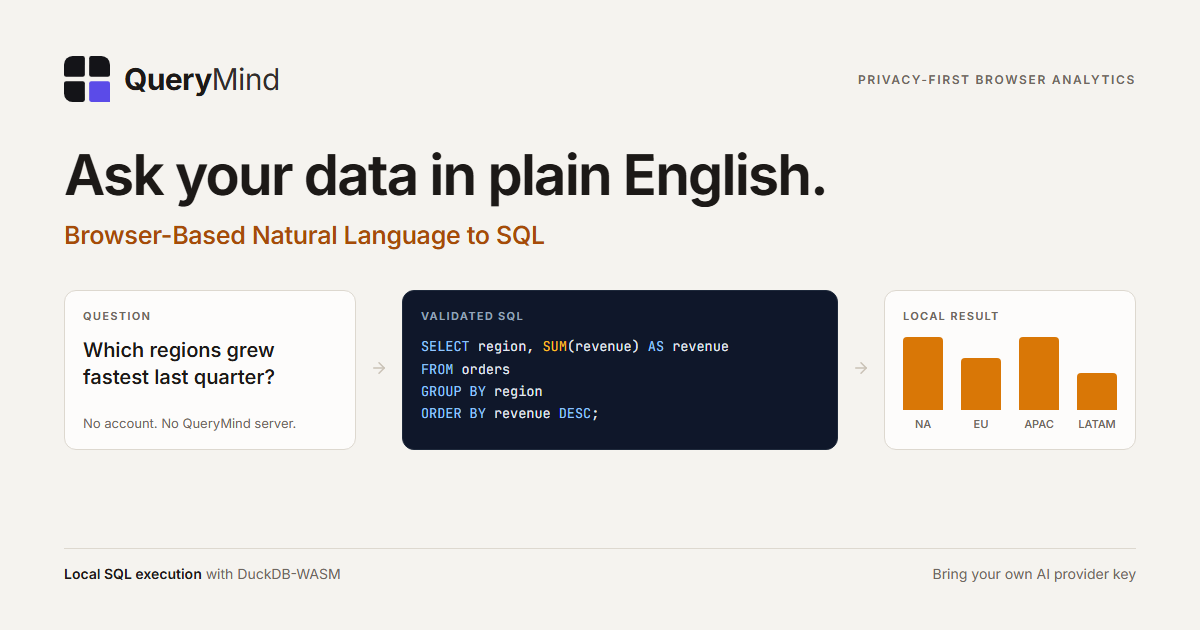 QueryMind
PRIVACY-FIRST BROWSER ANALYTICS
Ask your data in plain English.
Browser-Based Natural Language to SQL
QUESTION
Which regions grew
fastest last quarter?
No account. No QueryMind server.
VALIDATED SQL
SELECT region, SUM(revenue) AS revenue
FROM orders
GROUP BY region
ORDER BY revenue DESC;
LOCAL RESULT
NA EU APAC LATAM
Local SQL execution with DuckDB-WASM
Bring your own AI provider key